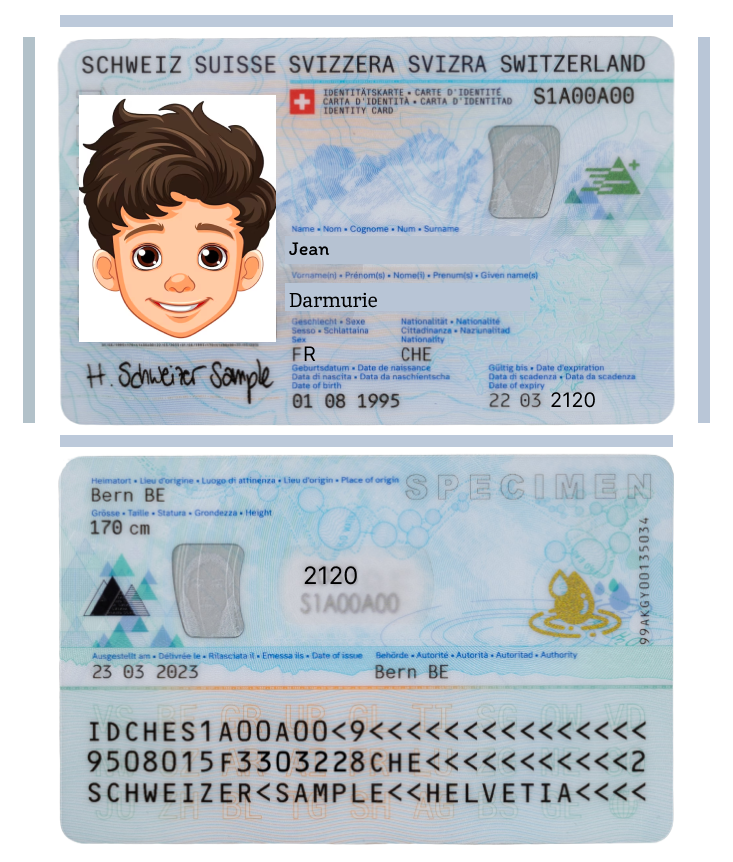 SCHWEIZ SUISSE SVIZZERA SVIZRA SWITZERLAND
IDENTITÄTSKARTE • CARTE D'IDENTITÉ
CARTA D'IDENTITÀ • CARTA D'IDENTITAD
IDENTITY CARD
S1A00A00
Name • Nom • Cognome • Num • Surname
Jean
Vorname(n) • Prénom(s) • Nome(i) • Prenum(s) • Given name(s)
Darmurie
Geschlecht • Sexe
Sesso • Schlattaina
Sex
Nationalität • Nationalité
Cittadinanza • Naziunalitad
Nationality
FR
CHE
H. Schweizer Sample
Geburtsdatum • Date de naissance
Data di nascita • Data da naschientscha
Date of birth
Gültig bis • Date d'expiration
Data di scadenza • Data da scadenza
Date of expiry
01 08 1995
22 03 2120
Heimatort • Lieu d'origine • Luogo di attinenza • Lieu d'origin • Place of origin
SPECIMEN
Bern BE
Grösse • Taille • Statura • Grondezza • Height
170 cm
99AKGY00135034
2120
S1A00A00
Ausgestellt am • Délivrée le • Rilasciata il • Emessa ils • Date of issue
Behörde • Autorité • Autorità • Autoritad • Authority
23 03 2023
Bern BE
IDCHES1A00A00<9<<<<<<<<<<<<<<<
9508015F3303228CHE<<<<<<<<<<<2
SCHWEIZER<SAMPLE<<HELVETIA<<<<